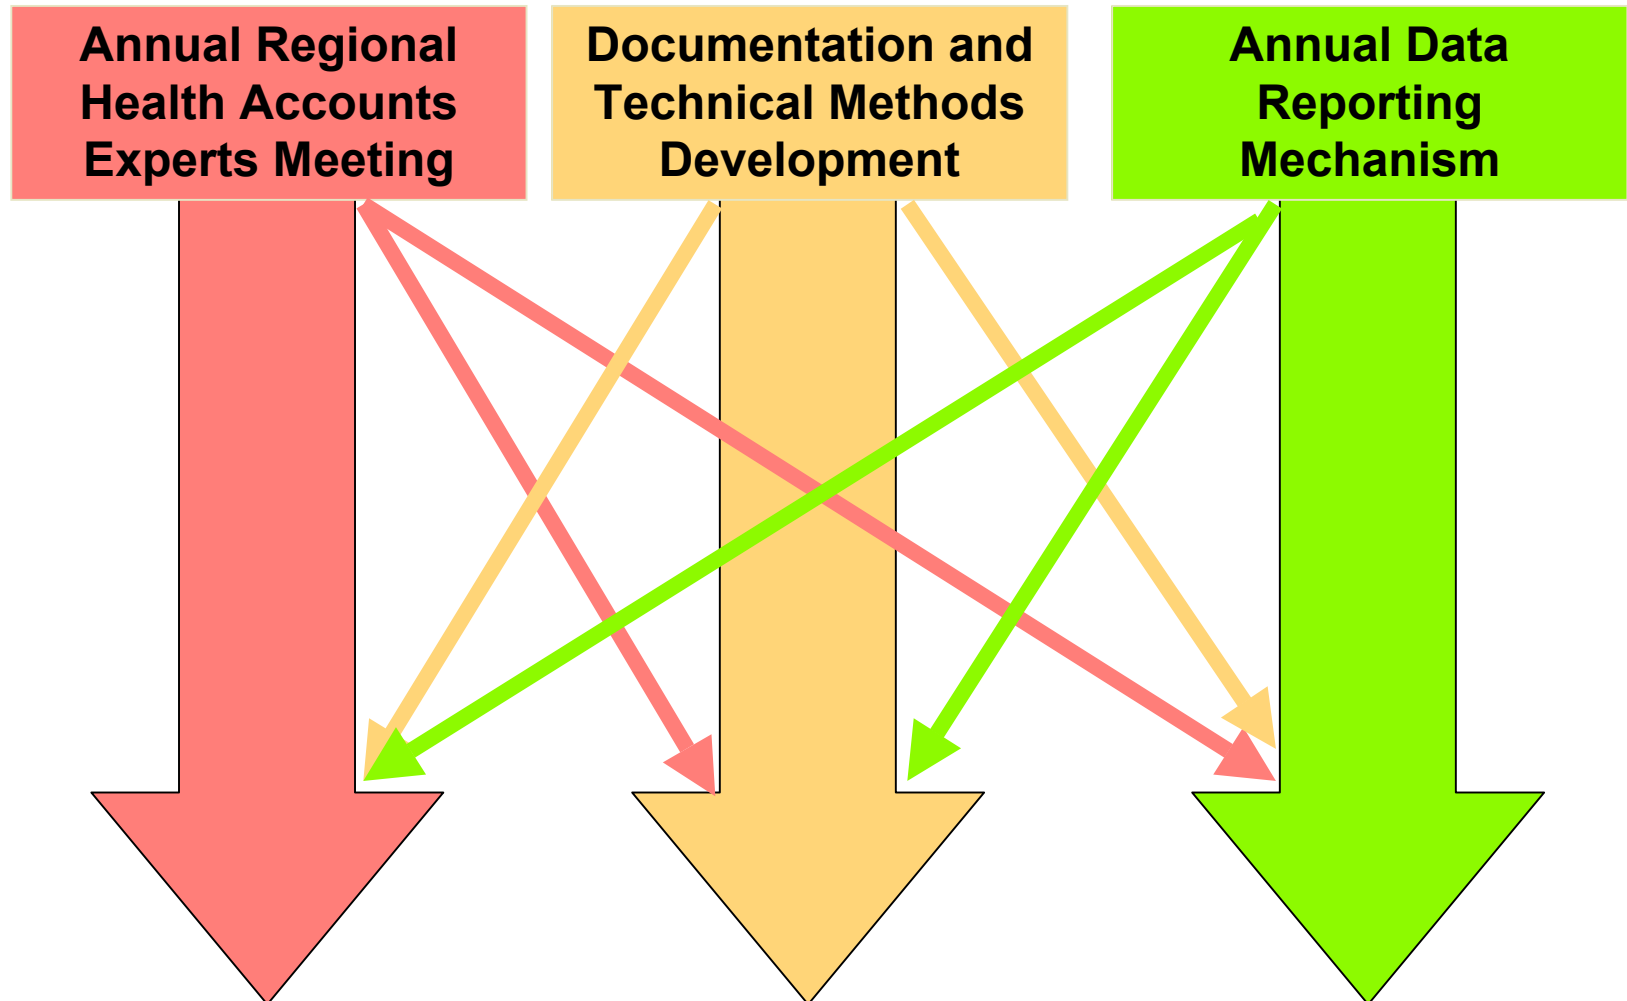 Annual Regional
Health Accounts
Experts Meeting
Documentation and
Technical Methods
Development
Annual Data
Reporting
Mechanism